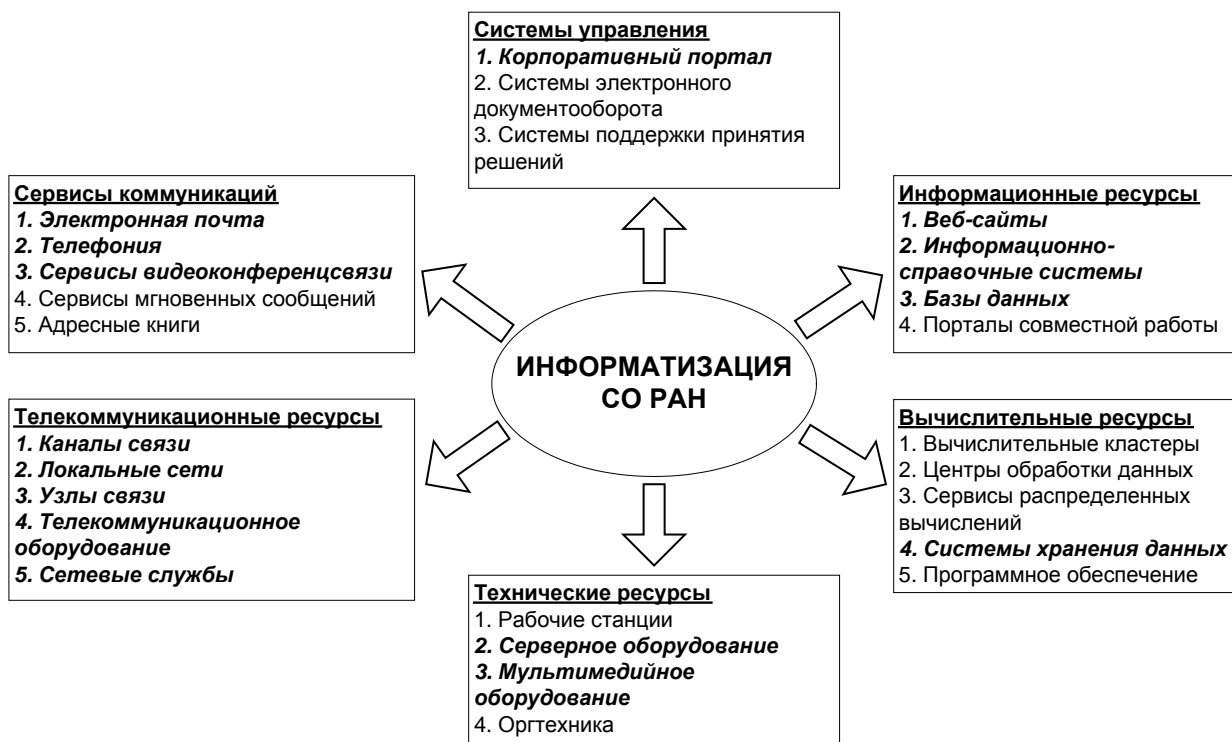 Системы управления
1. Корпоративный портал
2. Системы электронного
документооборота
3. Системы поддержки принятия
решений
Сервисы коммуникаций
1. Электронная почта
2. Телефония
3. Сервисы видеоконференцсвязи
4. Сервисы мгновенных сообщений
5. Адресные книги
Информационные ресурсы
1. Веб-сайты
2. Информационно-
справочные системы
3. Базы данных
4. Порталы совместной работы
ИНФОРМАТИЗАЦИЯ
СО РАН
Телекоммуникационные ресурсы
1. Каналы связи
2. Локальные сети
3. Узлы связи
4. Телекоммуникационное
оборудование
5. Сетевые службы
Вычислительные ресурсы
1. Вычислительные кластеры
2. Центры обработки данных
3. Сервисы распределенных
вычислений
4. Системы хранения данных
5. Программное обеспечение
Технические ресурсы
1. Рабочие станции
2. Серверное оборудование
3. Мультимедийное
оборудование
4. Оргтехника